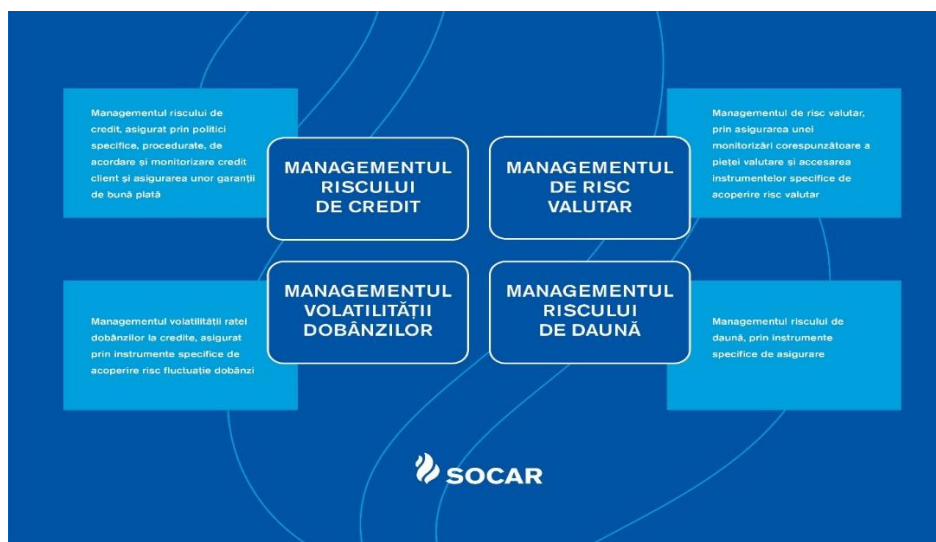 Managementul riscului de
credit, asigurat prin politici
specifice, procedurate, de
acordare și monitorizare credit
client și asigurarea unor garanții
de bună plată
MANAGEMENTUL
RISCULUI
DE CREDIT
MANAGEMENTUL
DE RISC
VALUTAR
Managementul de risc valutar,
prin asigurarea unei
monitorizări corespunzătoare a
pieței valutare și accesarea
instrumentelor specifice de
acoperire risc valutar
Managementul volatilității ratei
dobânzilor la credite, asigurat
prin instrumente specifice de
acoperire risc fluctuație dobânzi
MANAGEMENTUL
VOLATILITĂȚII
DOBÂNZILOR
MANAGEMENTUL
RISCULUI
DE DAUNĂ
Managementul riscului de
daună, prin instrumente
specifice de asigurare
SOCAR